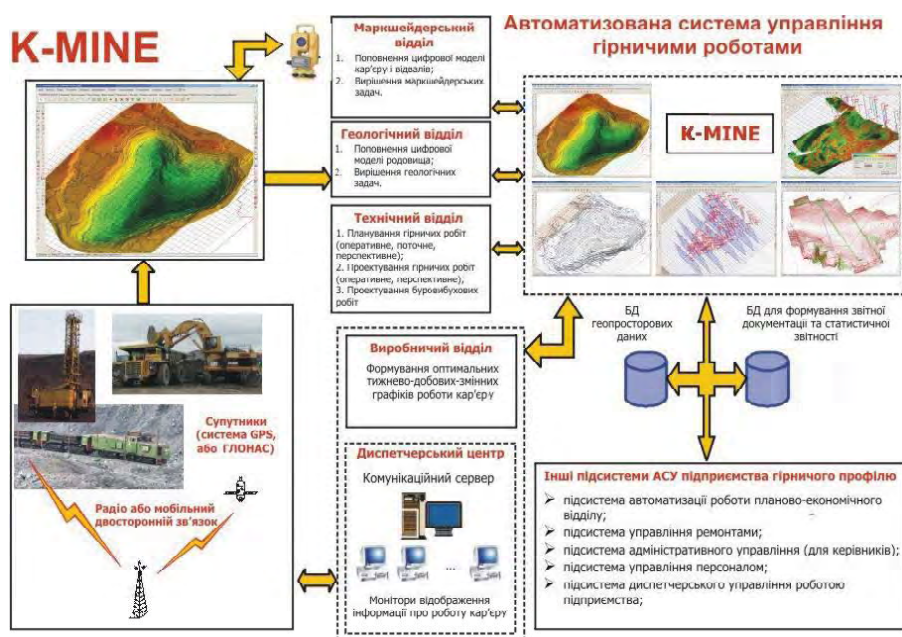 K-MINE
Маркшейдерський
відділ
1. Поповнення цифрової моделі
кар'єру і відвалів;
2. Вирішення маркшейдерських
задач.
Геологічний відділ
1. Поповнення цифрової
моделі родовища;
2. Вирішення геологічних
задач.
Технічний відділ
1. Планування гірничих робіт
(оперативне, поточне,
перспективне);
2. Проектування гірничих робіт
(оперативне, перспективне),
3. Проектування буровибухових
робіт
Автоматизована система управління
гірничими роботами
K-MINE
БД
геопросторових
даних
БД для формування звітної
документації та статистичної
звітності
Виробничий відділ
Формування оптимальних
тижнево-добових-змінних
графіків роботи кар'єру
Диспетчерський центр
Комунікаційний сервер
...
Монітори відображення
інформації про роботу кар'єру
Супутники
(система GPS,
або ГЛОНАС)
Радіо або мобільний
двосторонній зв'язок
Інші підсистеми АСУ підприємства гірничого профілю
➢ підсистема автоматизації роботи планово-економічного
відділу;
➢ підсистема управління ремонтами;
➢ підсистема адміністративного управління (для керівників);
➢ підсистема управління персоналом;
➢ підсистема диспетчерського управління роботою
підприємства;